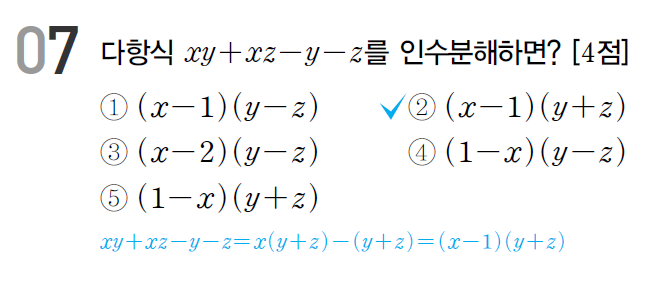 07 다항식 xy+xz-y-z를 인수분해하면? [4점]
① (x-1)(y-z) ✓② (x-1)(y+z)
③ (x-2)(y-z) ④ (1-x)(y-z)
⑤ (1-x)(y+z)
xy+xz-y-z=x(y+z)-(y+z)=(x-1)(y+z)